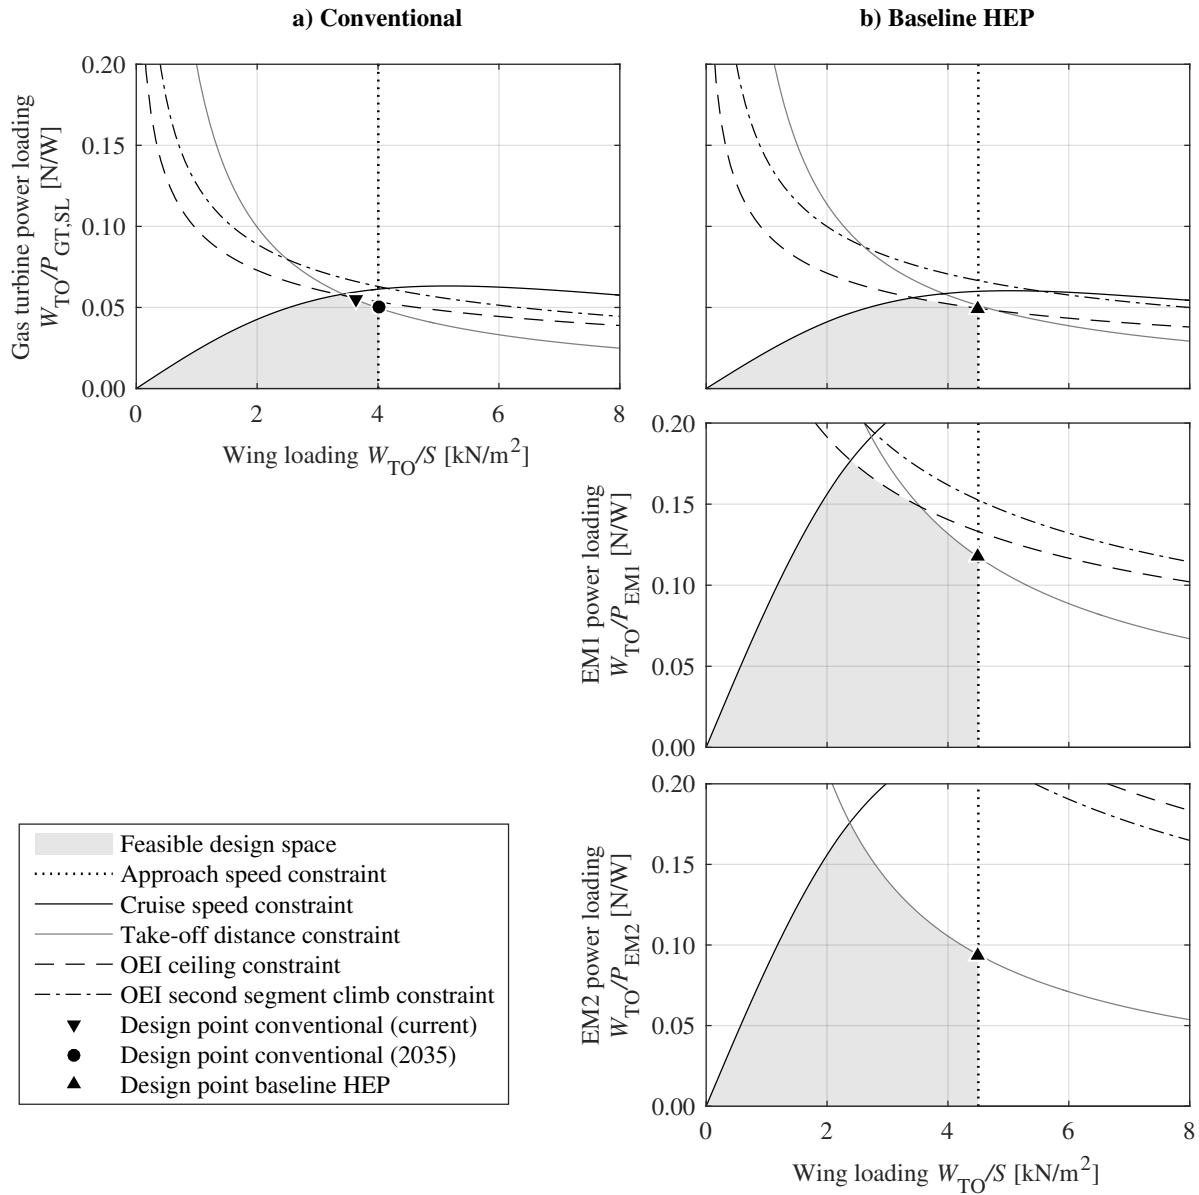 a) Conventional
b) Baseline HEP
Gas turbine power loading
W_TO/P_GT,SL [N/W]
0.20
0.15
0.10
0.05
0.00
0 2 4 6 8
Wing loading W_TO/S [kN/m²]
EM1 power loading
W_TO/P_EM1 [N/W]
0.20
0.15
0.10
0.05
0.00
EM2 power loading
W_TO/P_EM2 [N/W]
0.20
0.15
0.10
0.05
0.00
0 2 4 6 8
Wing loading W_TO/S [kN/m²]
Feasible design space
Approach speed constraint
Cruise speed constraint
Take-off distance constraint
OEI ceiling constraint
OEI second segment climb constraint
Design point conventional (current)
Design point conventional (2035)
Design point baseline HEP